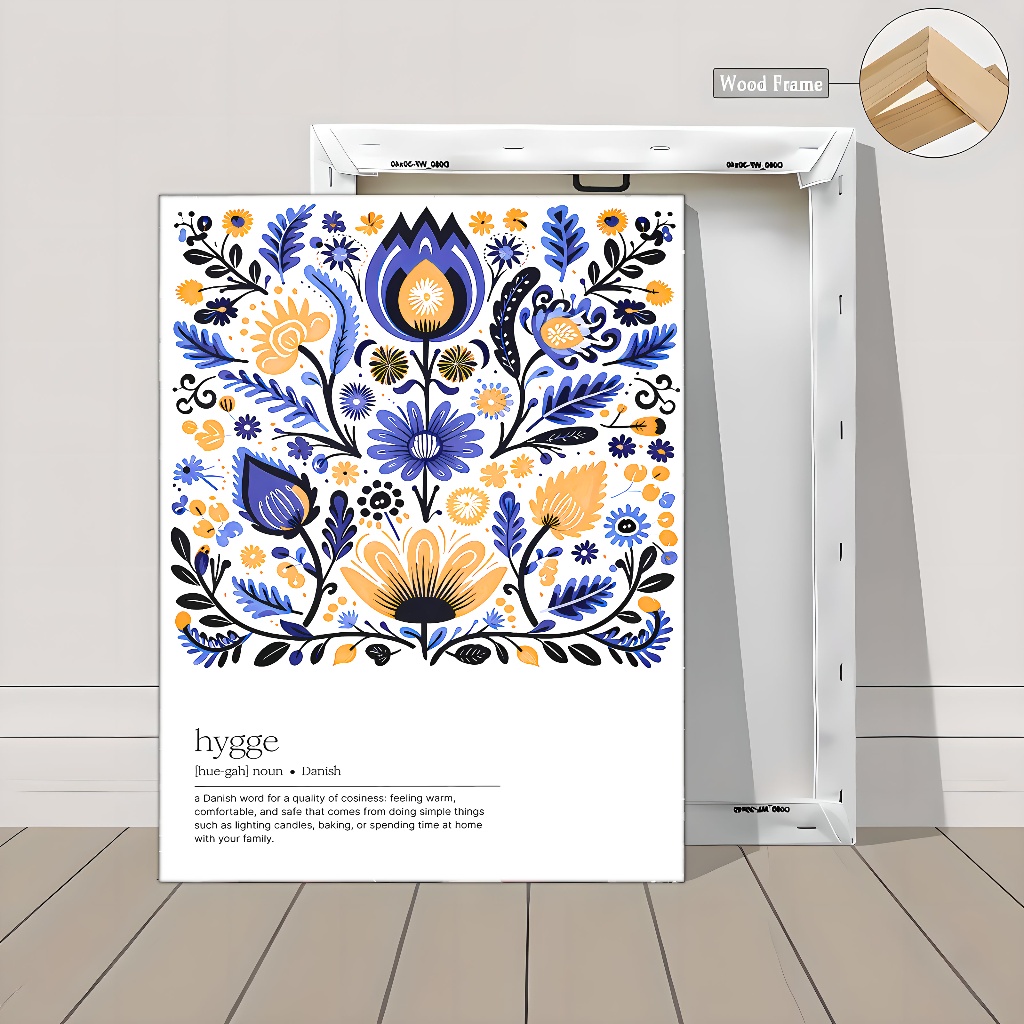 Wood Frame
hygge
[hue-gah] noun • Danish
a Danish word for a quality of cosiness: feeling warm,
comfortable, and safe that comes from doing simple things
such as lighting candles, baking, or spending time at home
with your family.